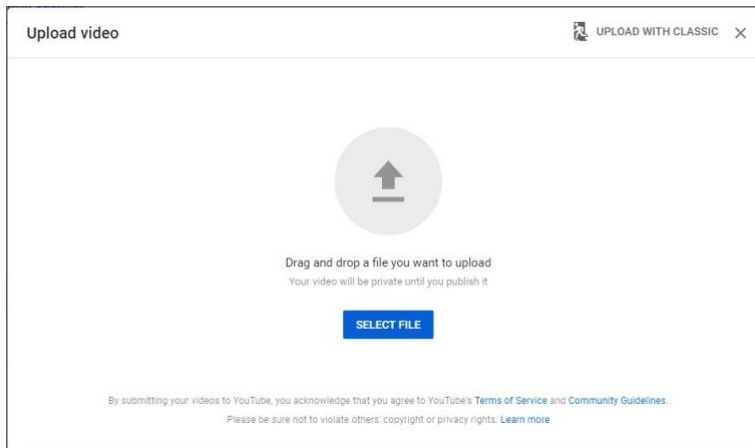 Upload video
UPLOAD WITH CLASSIC
Drag and drop a file you want to upload
Your video will be private until you publish it
SELECT FILE
By submitting your videos to YouTube, you acknowledge that you agree to YouTube's Terms of Service and Community Guidelines.
Please be sure not to violate others' copyright or privacy rights. Learn more